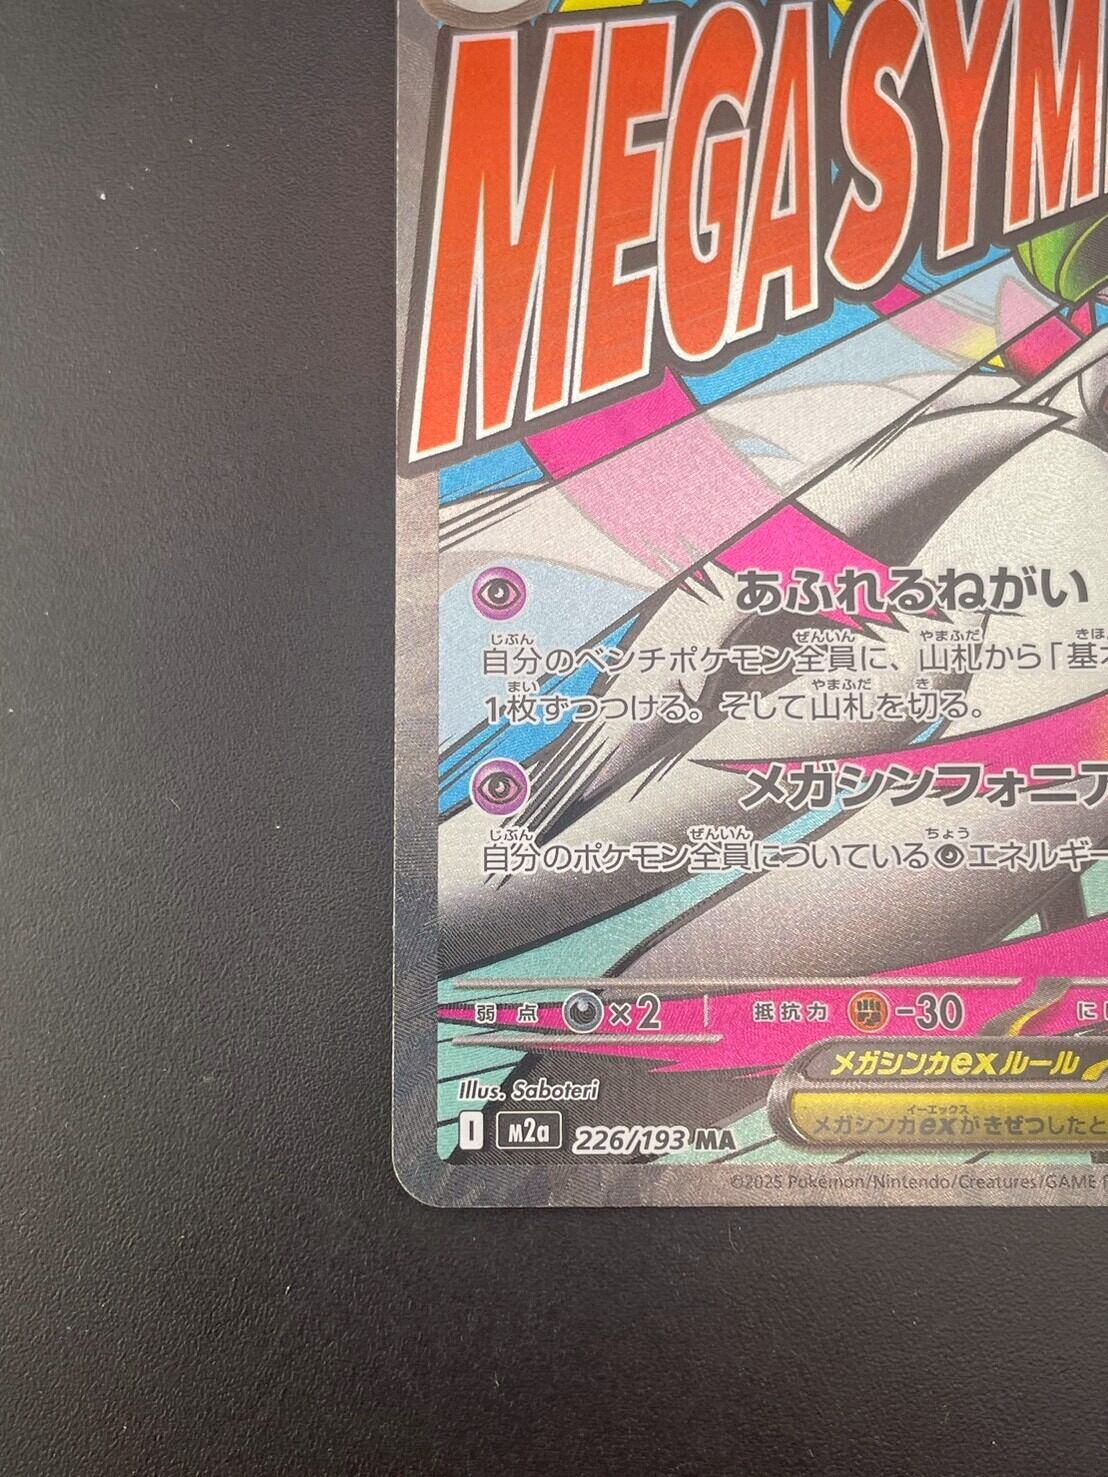 MEGA SYM
あふれるねがい
自分のベンチポケモン全員に、山札から「基
1枚ずつつける。そして山札を切る。
メガシンフォニア
自分のポケモン全員についているエネルギー
弱点 ×2 抵抗力 -30 に
メガシンカexルール
メガシンカexがきぜつしたと
Illus. Saboteri
I m2a 226/193 MA
©2025 Pokémon/Nintendo/Creatures/GAME F